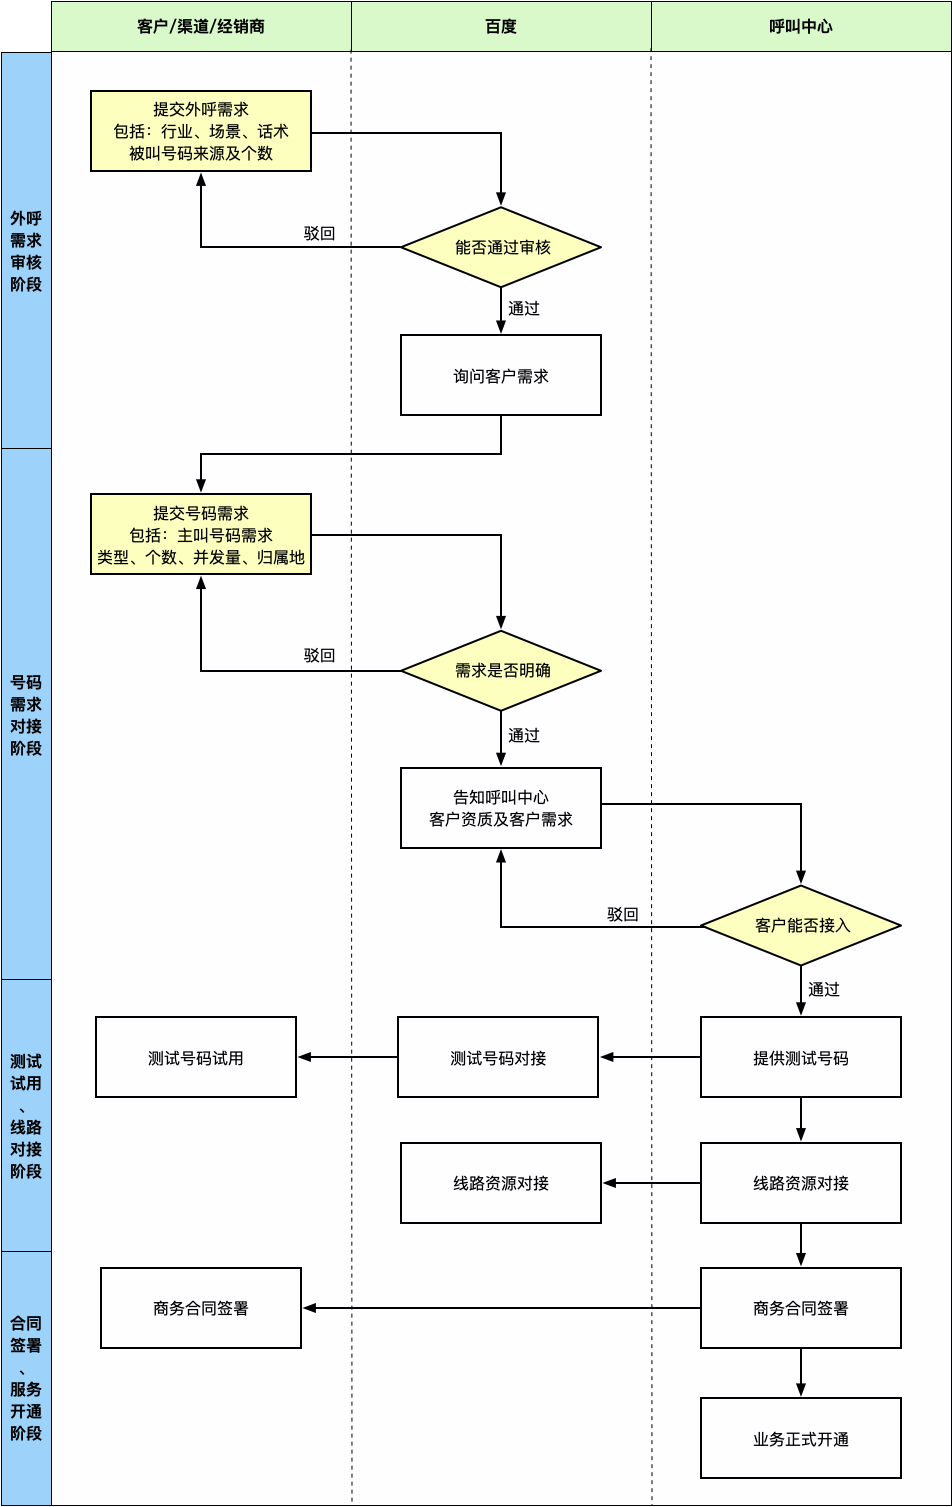 客户/渠道/经销商
百度
呼叫中心
外呼
需求
审核
阶段
提交外呼需求
包括：行业、场景、话术
被叫号码来源及个数
驳回
能否通过审核
通过
询问客户需求
号码
需求
对接
阶段
提交号码需求
包括：主叫号码需求
类型、个数、并发量、归属地
驳回
需求是否明确
通过
告知呼叫中心
客户资质及客户需求
驳回
客户能否接入
通过
测试
试用
、
线路
对接
阶段
测试号码试用
测试号码对接
提供测试号码
线路资源对接
线路资源对接
合同
签署
、
服务
开通
阶段
商务合同签署
商务合同签署
业务正式开通